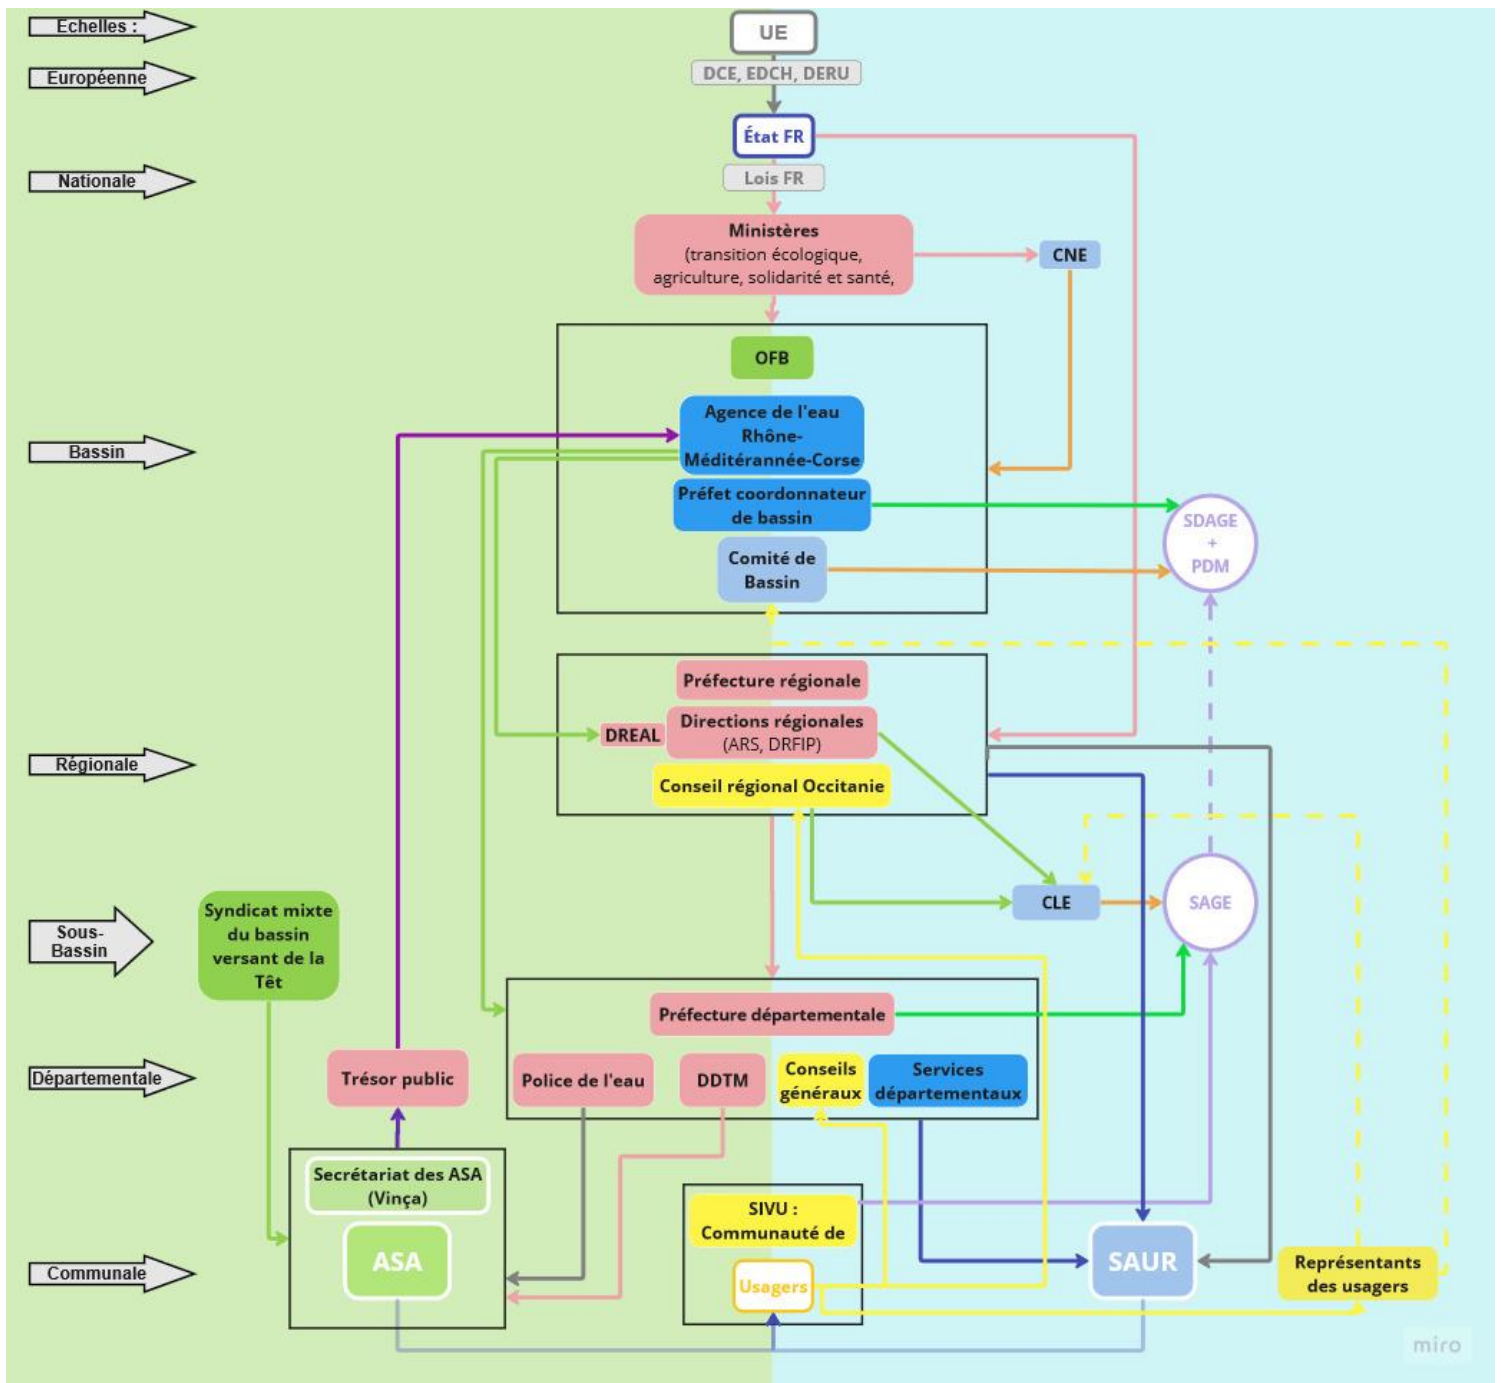 Echelles :
UE
Européenne
DCE, EDCH, DERU
État FR
Nationale
Lois FR
Ministères
(transition écologique,
agriculture, solidarité et santé,
CNE
OFB
Bassin
Agence de l'eau
Rhône-
Méditérannée-Corse
Préfet coordonnateur
de bassin
SDAGE
+
PDM
Comité de
Bassin
Régionale
Préfecture régionale
DREAL
Directions régionales
(ARS, DRFIP)
Conseil régional Occitanie
Sous-
Bassin
Syndicat mixte
du bassin
versant de la
Têt
CLE
SAGE
Départementale
Préfecture départementale
Trésor public
Police de l'eau
DDTM
Conseils
généraux
Services
départementaux
Communale
Secrétariat des ASA
(Vinça)
ASA
SIVU :
Communauté de
Usagers
SAUR
Représentants
des usagers
miro